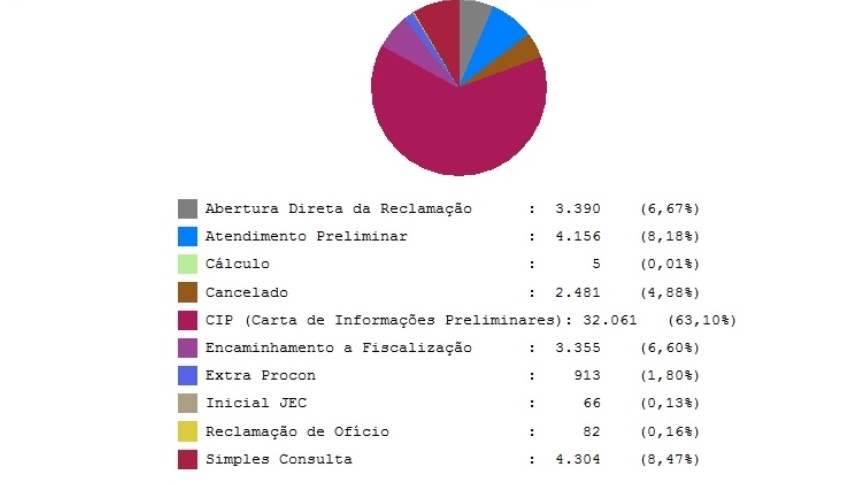 Abertura Direta da Reclamação : 3.390 (6,67%)
Atendimento Preliminar : 4.156 (8,18%)
Cálculo : 5 (0,01%)
Cancelado : 2.481 (4,88%)
CIP (Carta de Informações Preliminares): 32.061 (63,10%)
Encaminhamento a Fiscalização : 3.355 (6,60%)
Extra Procon : 913 (1,80%)
Inicial JEC : 66 (0,13%)
Reclamação de Ofício : 82 (0,16%)
Simples Consulta : 4.304 (8,47%)